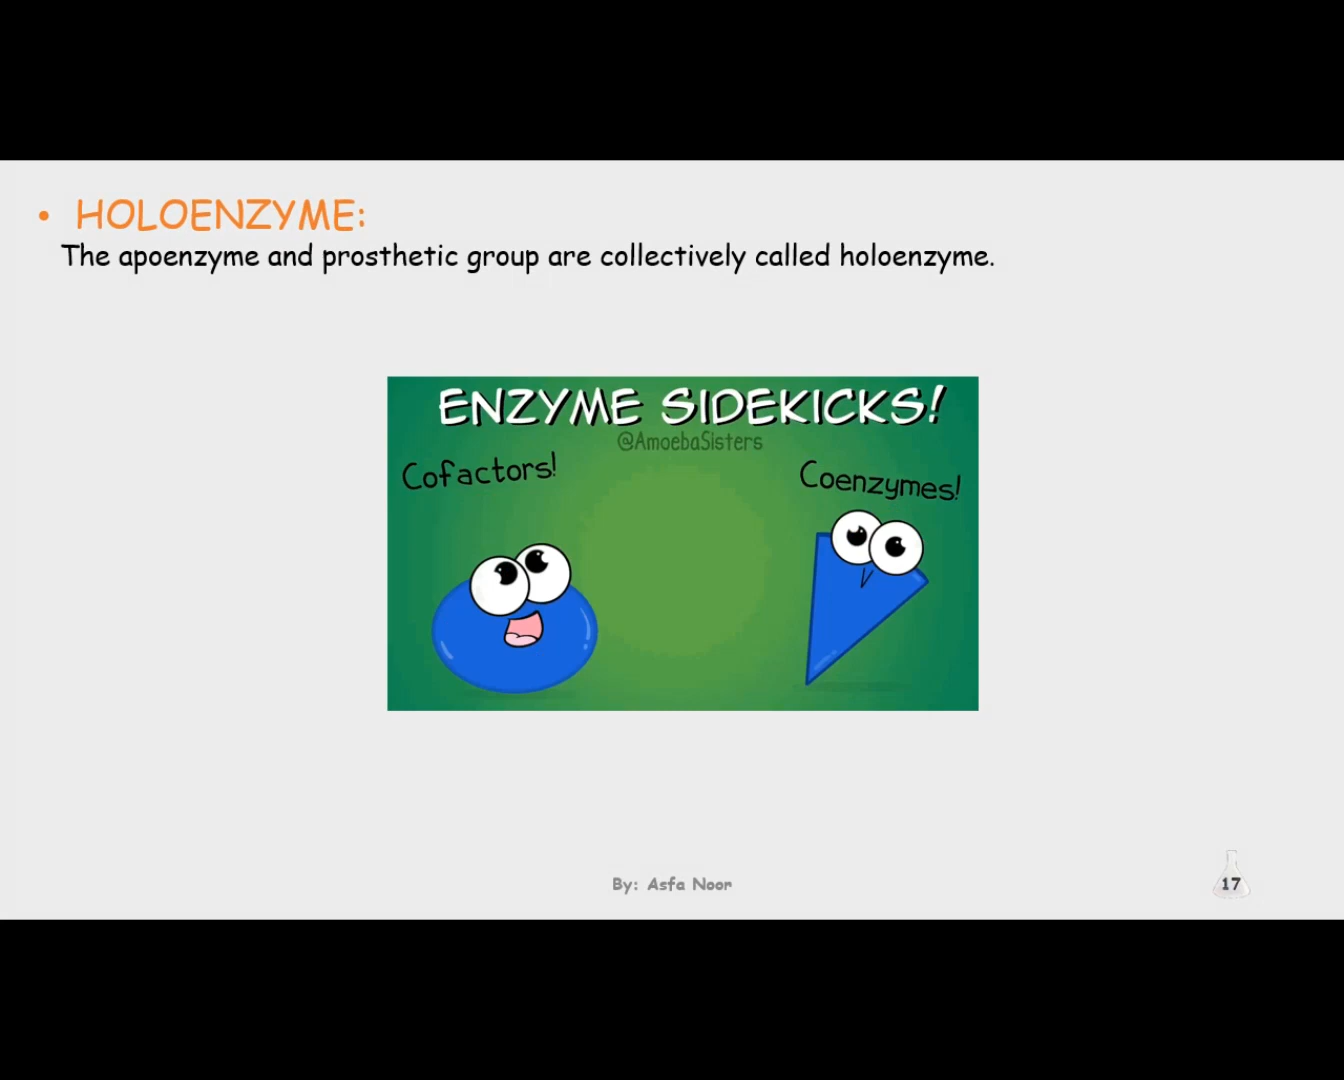 • HOLOENZYME:
The apoenzyme and prosthetic group are collectively called holoenzyme.
ENZYME SIDEKICKS!
@AmoebaSisters
Cofactors!
Coenzymes!
By: Asfa Noor
17